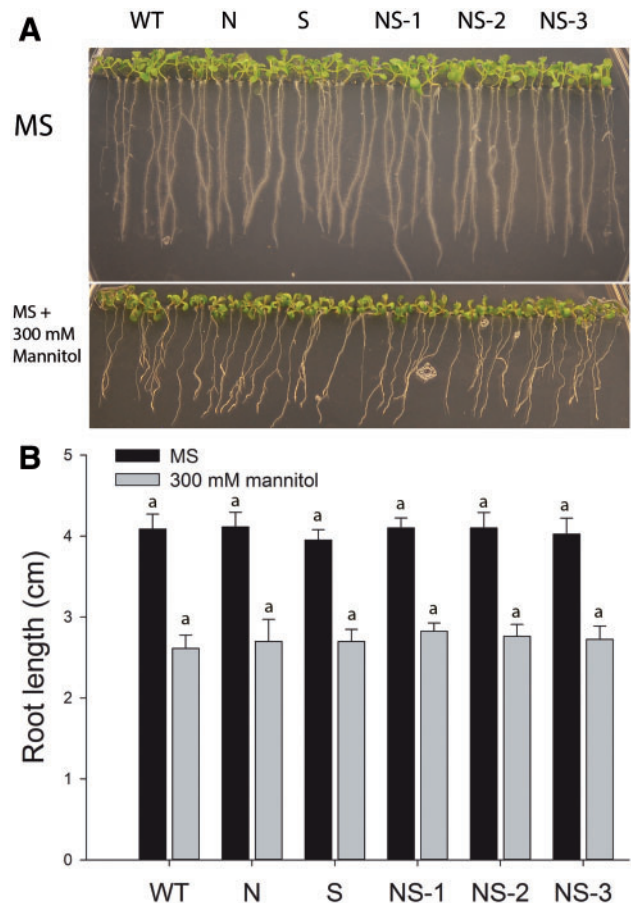 A
WT N S NS-1 NS-2 NS-3
MS
MS +
300 mM
Mannitol
B
5
MS
300 mM mannitol
a a a a a a
4
3
a a a a a a
2
1
0
Root length (cm)
WT N S NS-1 NS-2 NS-3